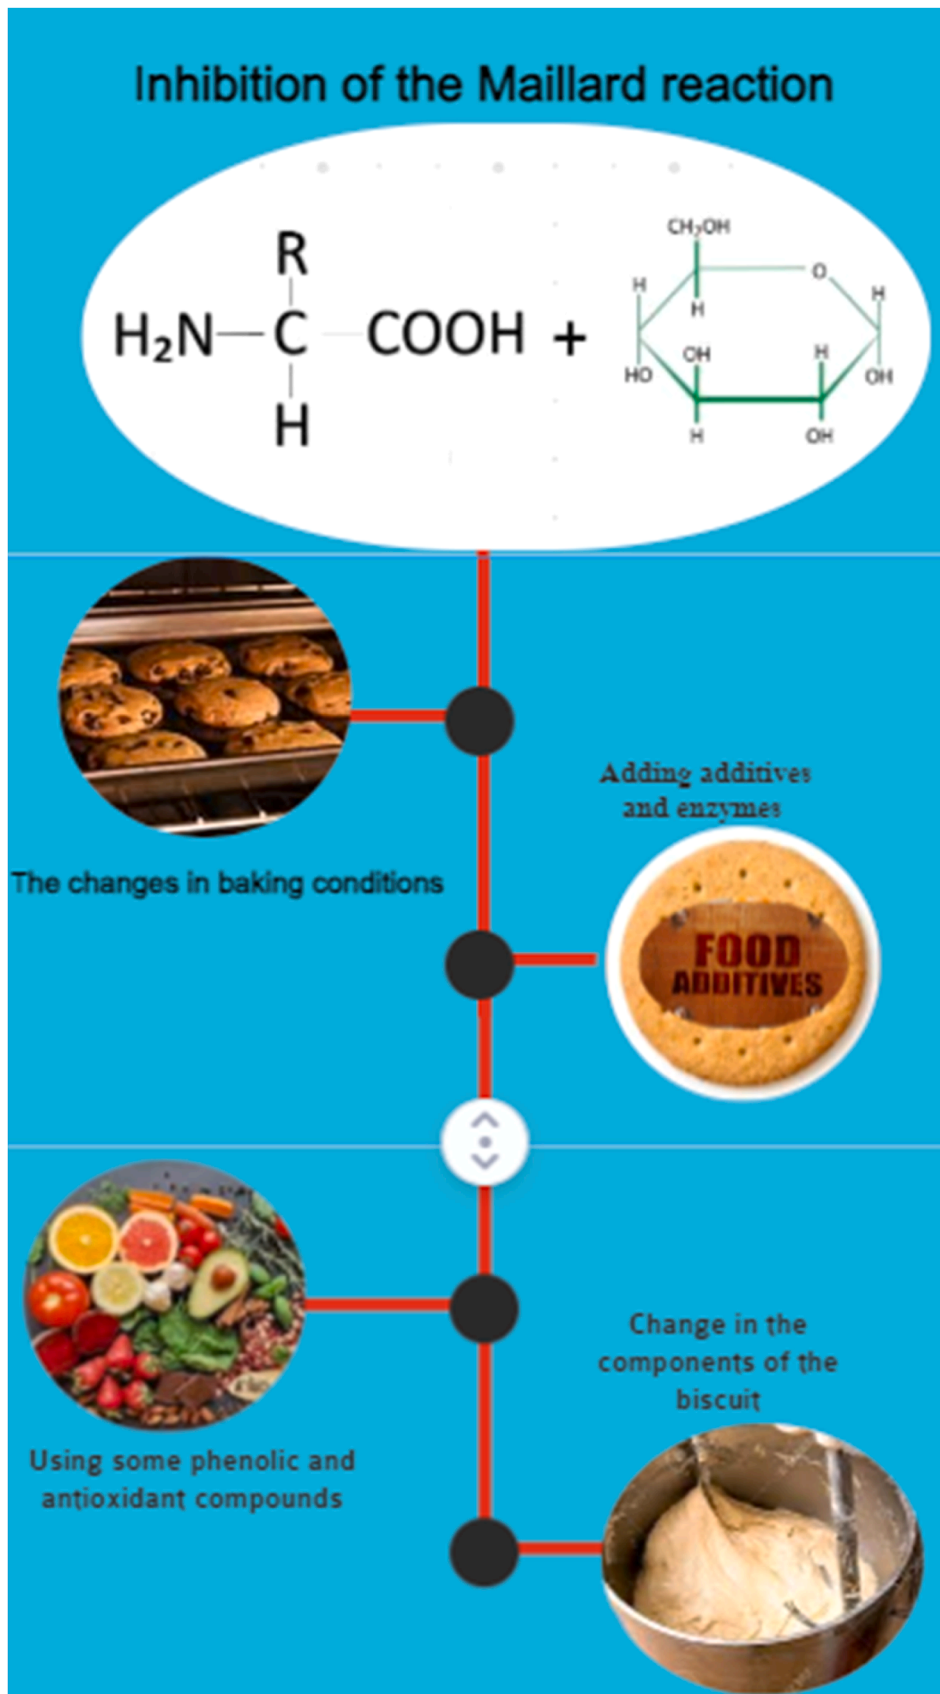 Inhibition of the Maillard reaction
R
H₂N—C—COOH +
H
CH₂OH
O
H
H
H
OH
H
HO
OH
H
OH
The changes in baking conditions
Adding additives
and enzymes
FOOD
ADDITIVES
Using some phenolic and
antioxidant compounds
Change in the
components of the
biscuit